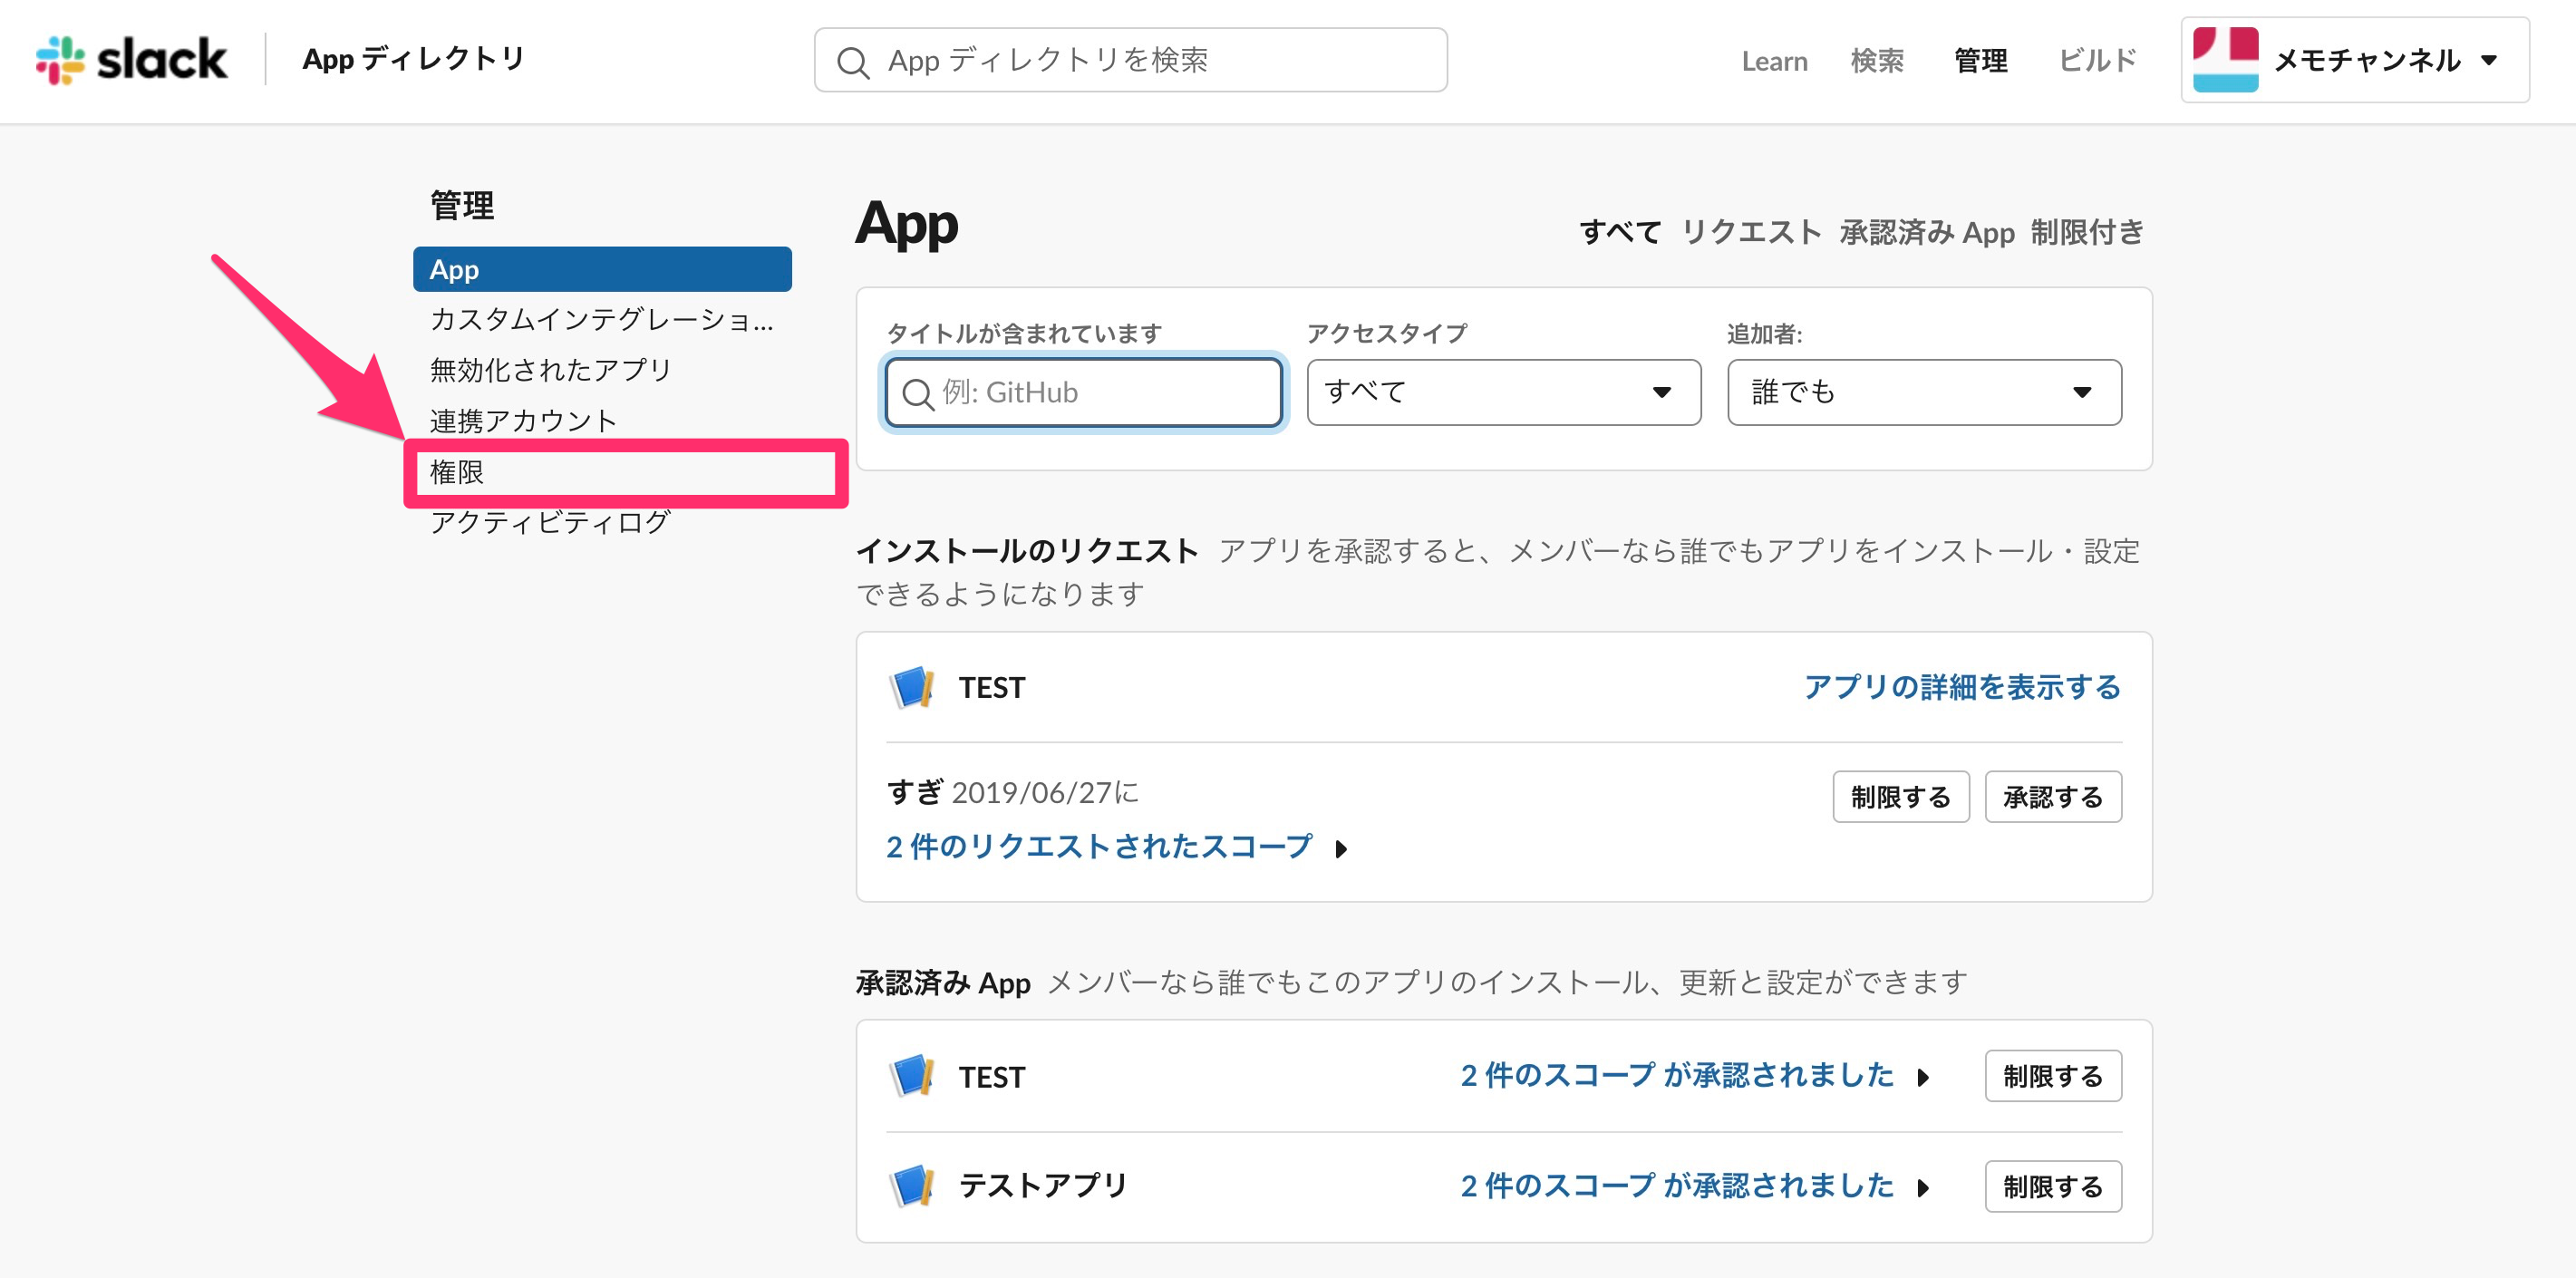 slack
App ディレクトリ
App ディレクトリを検索
Learn 検索 管理 ビルド
メモチャンネル
管理
App
カスタムインテグレーショ...
無効化されたアプリ
連携アカウント
権限
アクティビティログ
App
すべて リクエスト 承認済み App 制限付き
タイトルが含まれています
アクセスタイプ
追加者:
例: GitHub
すべて
誰でも
インストールのリクエスト アプリを承認すると、メンバーなら誰でもアプリをインストール・設定
できるようになります
TEST
アプリの詳細を表示する
すぎ 2019/06/27に
制限する
承認する
2 件のリクエストされたスコープ
承認済み App メンバーなら誰でもこのアプリのインストール、更新と設定ができます
TEST
2 件のスコープ が承認されました
制限する
テストアプリ
2 件のスコープ が承認されました
制限する